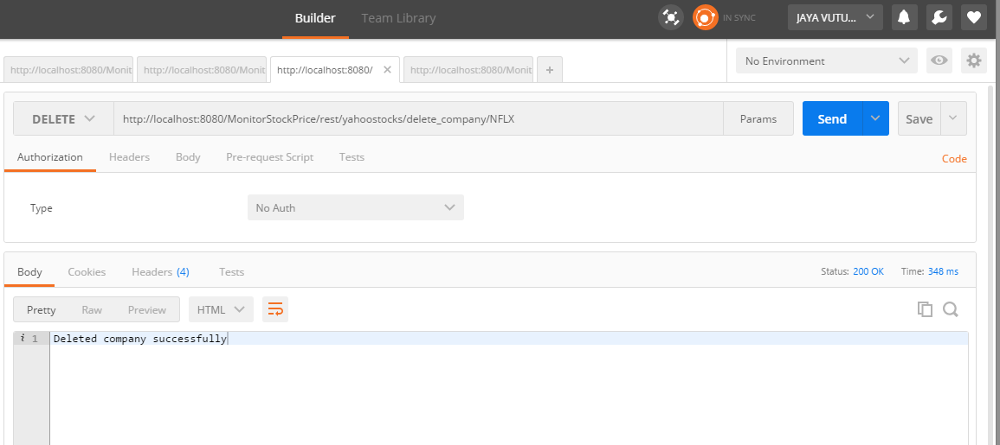 Builder Team Library IN SYNC JAYA VUTU...
http://localhost:8080/Monit http://localhost:8080/Monit http://localhost:8080/ × http://localhost:8080/Monit + No Environment
DELETE http://localhost:8080/MonitorStockPrice/rest/yahoostocks/delete_company/NFLX Params Send Save
Authorization Headers Body Pre-request Script Tests Code
Type No Auth
Body Cookies Headers (4) Tests Status: 200 OK Time: 348 ms
Pretty Raw Preview HTML
i 1 Deleted company successfully